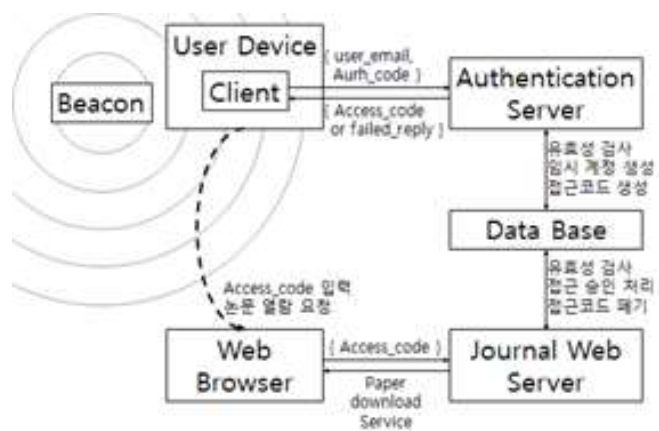 User Device
Client
Beacon
{ user_email,
Aurh_code }
{ Access_code
or failed_reply }
Authentication
Server
유효성 검사
임시 계정 생성
접근코드 생성
Data Base
유효성 검사
접근 승인 처리
접근코드 폐기
Access_code 입력
논문 열람 요청
Web
Browser
{ Access_code }
Paper
download
Service
Journal Web
Server